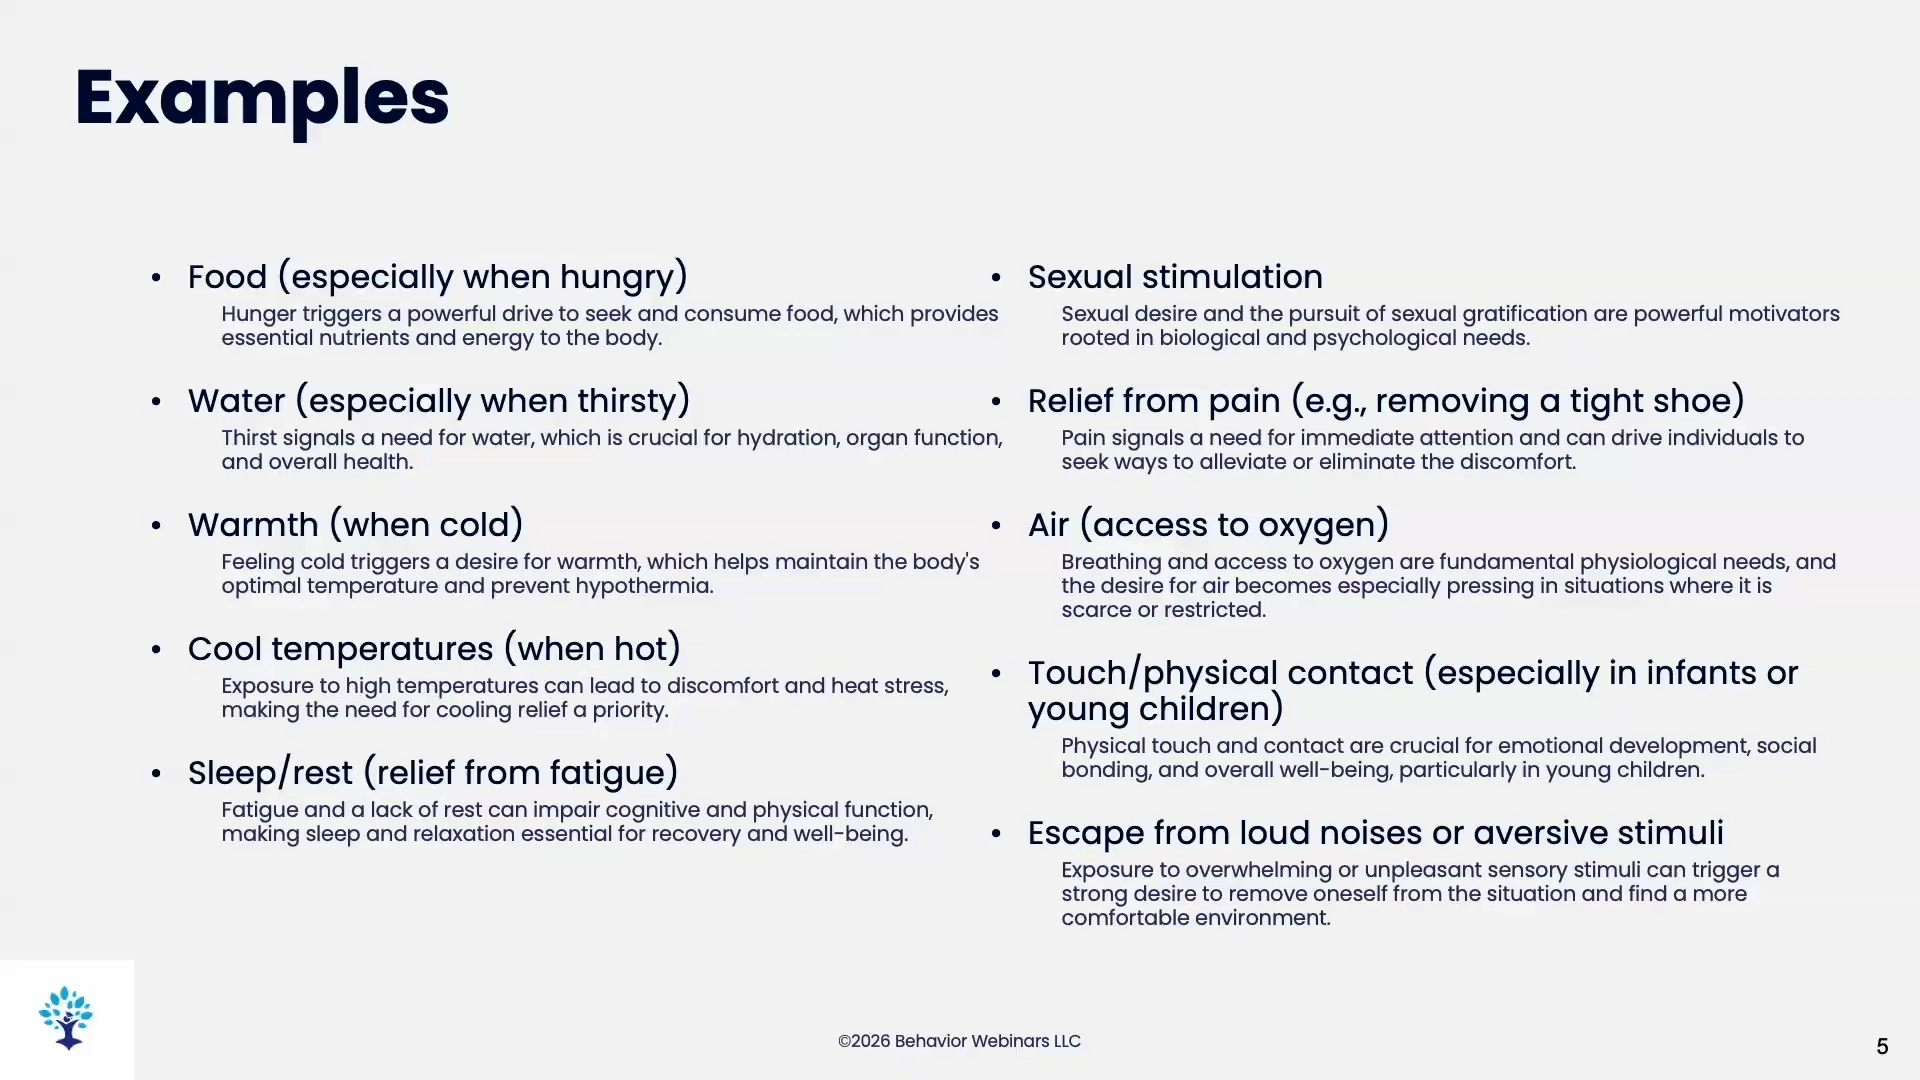 Examples
• Food (especially when hungry)
Hunger triggers a powerful drive to seek and consume food, which provides
essential nutrients and energy to the body.
• Water (especially when thirsty)
Thirst signals a need for water, which is crucial for hydration, organ function,
and overall health.
• Warmth (when cold)
Feeling cold triggers a desire for warmth, which helps maintain the body's
optimal temperature and prevent hypothermia.
• Cool temperatures (when hot)
Exposure to high temperatures can lead to discomfort and heat stress,
making the need for cooling relief a priority.
• Sleep/rest (relief from fatigue)
Fatigue and a lack of rest can impair cognitive and physical function,
making sleep and relaxation essential for recovery and well-being.
• Sexual stimulation
Sexual desire and the pursuit of sexual gratification are powerful motivators
rooted in biological and psychological needs.
• Relief from pain (e.g., removing a tight shoe)
Pain signals a need for immediate attention and can drive individuals to
seek ways to alleviate or eliminate the discomfort.
• Air (access to oxygen)
Breathing and access to oxygen are fundamental physiological needs, and
the desire for air becomes especially pressing in situations where it is
scarce or restricted.
• Touch/physical contact (especially in infants or
young children)
Physical touch and contact are crucial for emotional development, social
bonding, and overall well-being, particularly in young children.
• Escape from loud noises or aversive stimuli
Exposure to overwhelming or unpleasant sensory stimuli can trigger a
strong desire to remove oneself from the situation and find a more
comfortable environment.
©2026 Behavior Webinars LLC
5